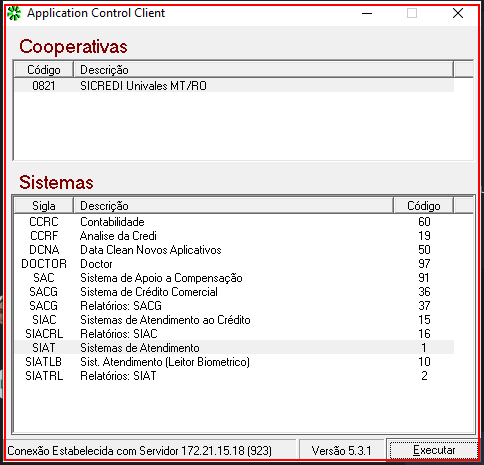 Application Control Client
Cooperativas
Código Descrição
0821 SICREDI Univales MT/RO
Sistemas
Sigla Descrição Código
CCRC Contabilidade 60
CCRF Analise da Credi 19
DCNA Data Clean Novos Aplicativos 50
DOCTOR Doctor 97
SAC Sistema de Apoio a Compensação 91
SACG Sistema de Crédito Comercial 36
SACG Relatórios: SACG 37
SIAC Sistemas de Atendimento ao Crédito 15
SIACRL Relatórios: SIAC 16
SIAT Sistemas de Atendimento 1
SIATLB Sist. Atendimento (Leitor Biometrico) 10
SIATRL Relatórios: SIAT 2
Conexão Estabelecida com Servidor 172.21.15.18 (923) Versão 5.3.1 Executar